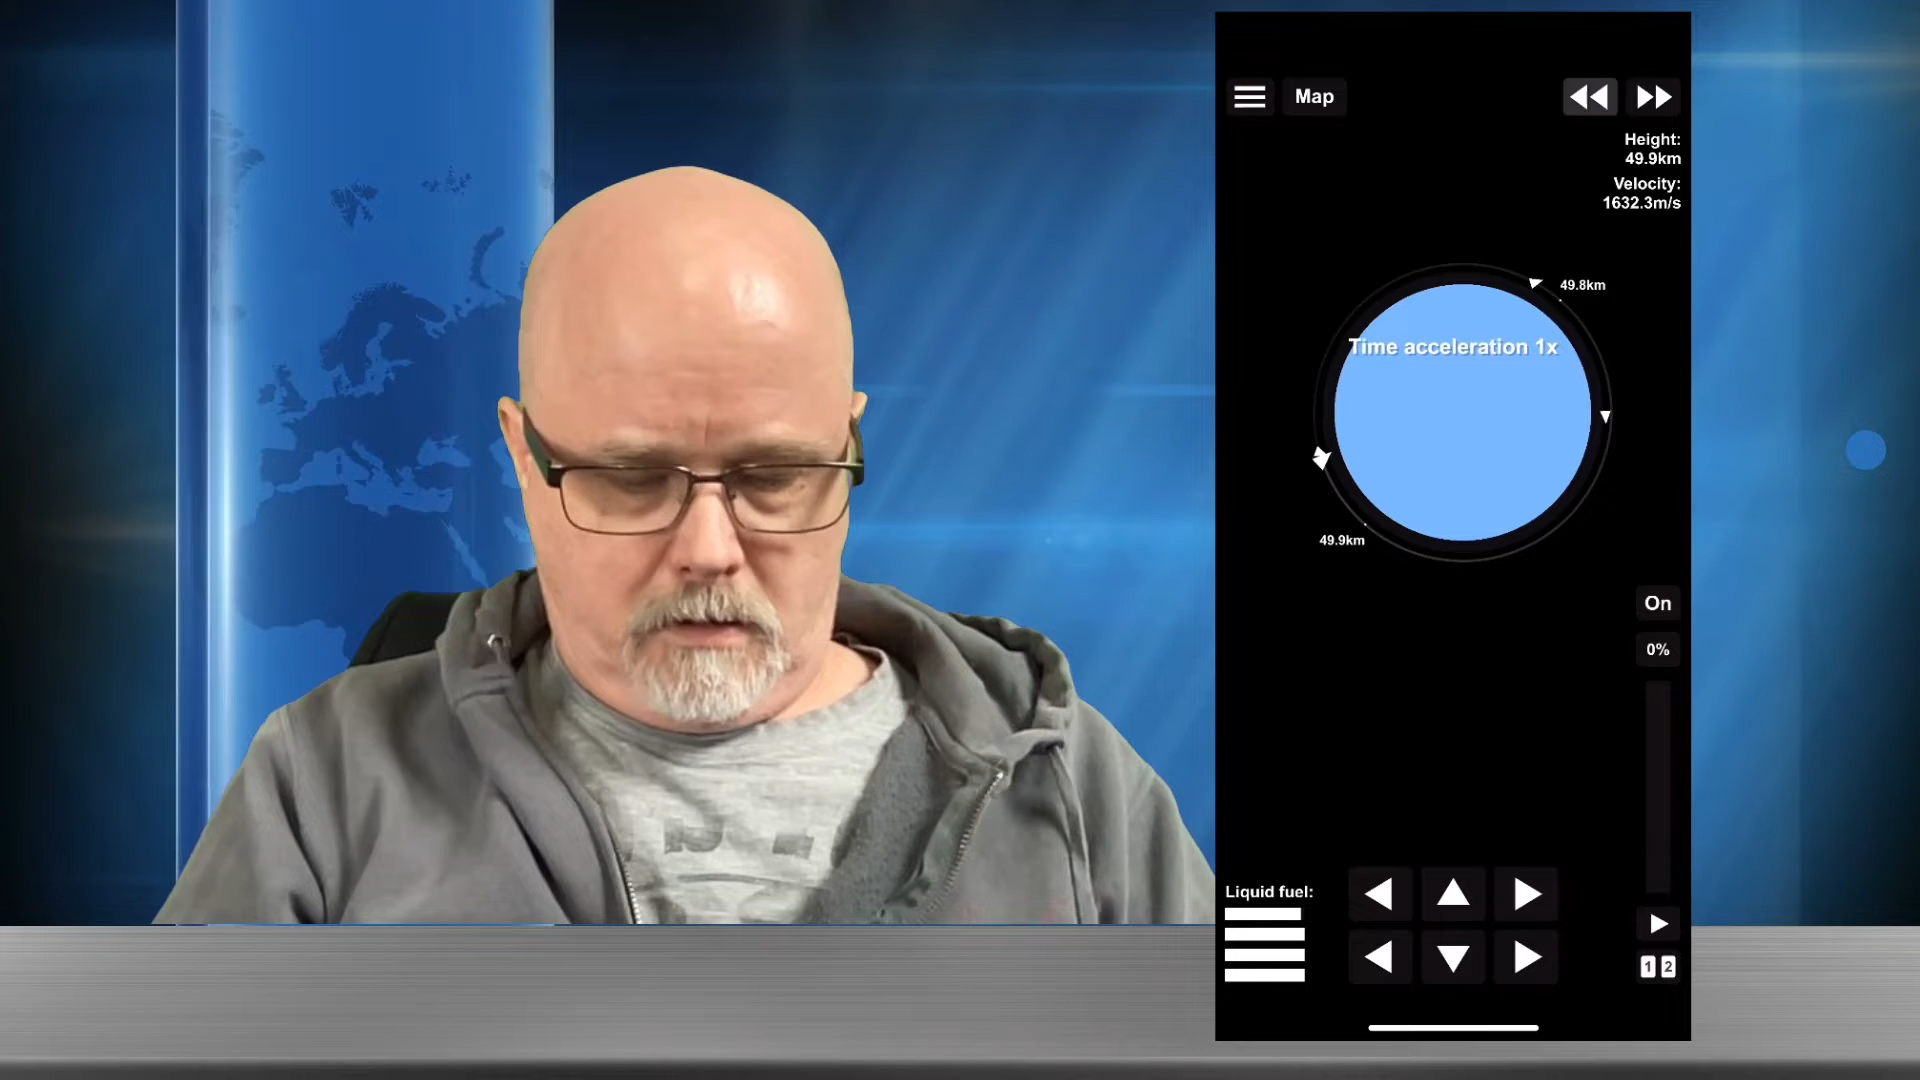 Map
Height:
49.9km
Velocity:
1632.3m/s
49.8km
Time acceleration 1x
49.9km
On
0%
Liquid fuel:
1 2